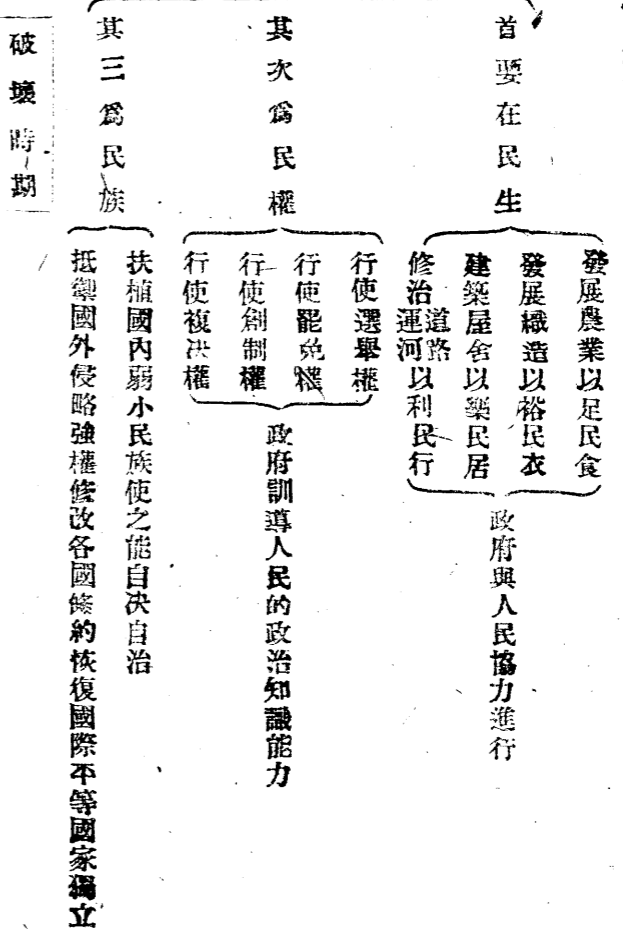 首要在民生
發展農業以足民食
發展織造以裕民衣
建築屋舍以樂民居
修治道路運河以利民行
政府與人民協力進行
其次為民權
行使選舉權
行使罷免權
行使創制權
行使複决權
政府訓導人民的政治知識能力
其三為民族
扶植國內弱小民族使之能自决自治
抵禦國外侵略強權修改各國條約恢復國際平等國家獨立
破壞時期